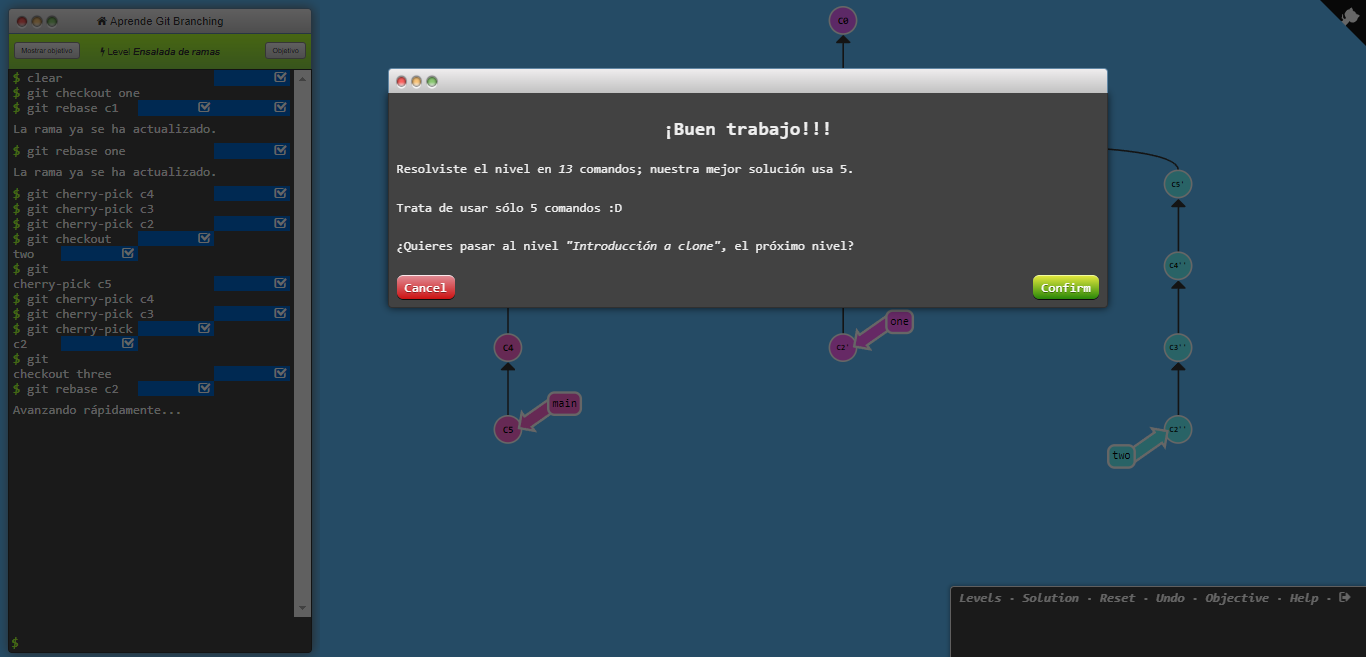 Aprende Git Branching
Mostrar objetivo
Level Ensalada de ramas
Objetivo
$ clear
$ git checkout one
$ git rebase c1
La rama ya se ha actualizado.
$ git rebase one
La rama ya se ha actualizado.
$ git cherry-pick c4
$ git cherry-pick c3
$ git cherry-pick c2
$ git checkout
two
$ git
cherry-pick c5
$ git cherry-pick c4
$ git cherry-pick c3
$ git cherry-pick
c2
$ git
checkout three
$ git rebase c2
Avanzando rápidamente...
$
c0
¡Buen trabajo!!!
Resolviste el nivel en 13 comandos; nuestra mejor solución usa 5.
Trata de usar sólo 5 comandos :D
¿Quieres pasar al nivel "Introducción a clone", el próximo nivel?
Cancel
Confirm
c5'
c4''
one
c4
c2'
c3''
main
c5
c2''
two
Levels - Solution - Reset - Undo - Objective - Help -